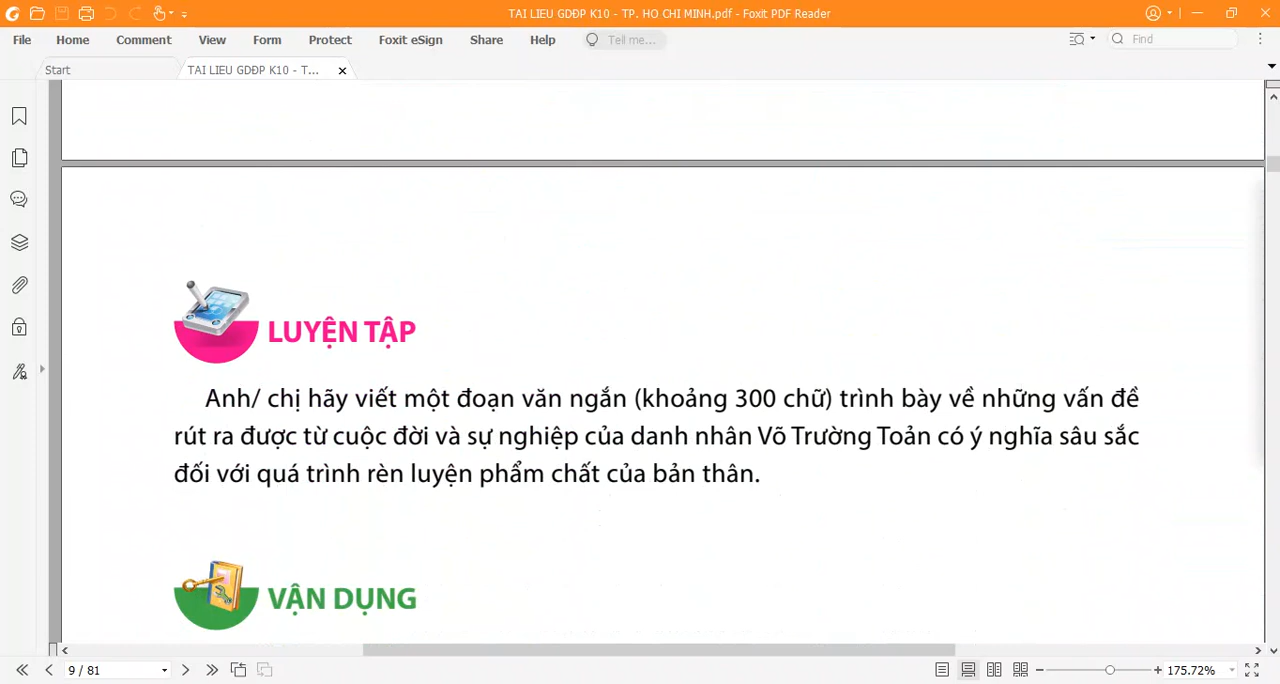 TAI LIEU GDĐP K10 - TP. HO CHI MINH.pdf - Foxit PDF Reader
File Home Comment View Form Protect Foxit eSign Share Help Tell me... Find
Start TAI LIEU GDĐP K10 - T...
LUYỆN TẬP
Anh/ chị hãy viết một đoạn văn ngắn (khoảng 300 chữ) trình bày về những vấn đề
rút ra được từ cuộc đời và sự nghiệp của danh nhân Võ Trường Toản có ý nghĩa sâu sắc
đối với quá trình rèn luyện phẩm chất của bản thân.
VẬN DỤNG
9 / 81 175.72%